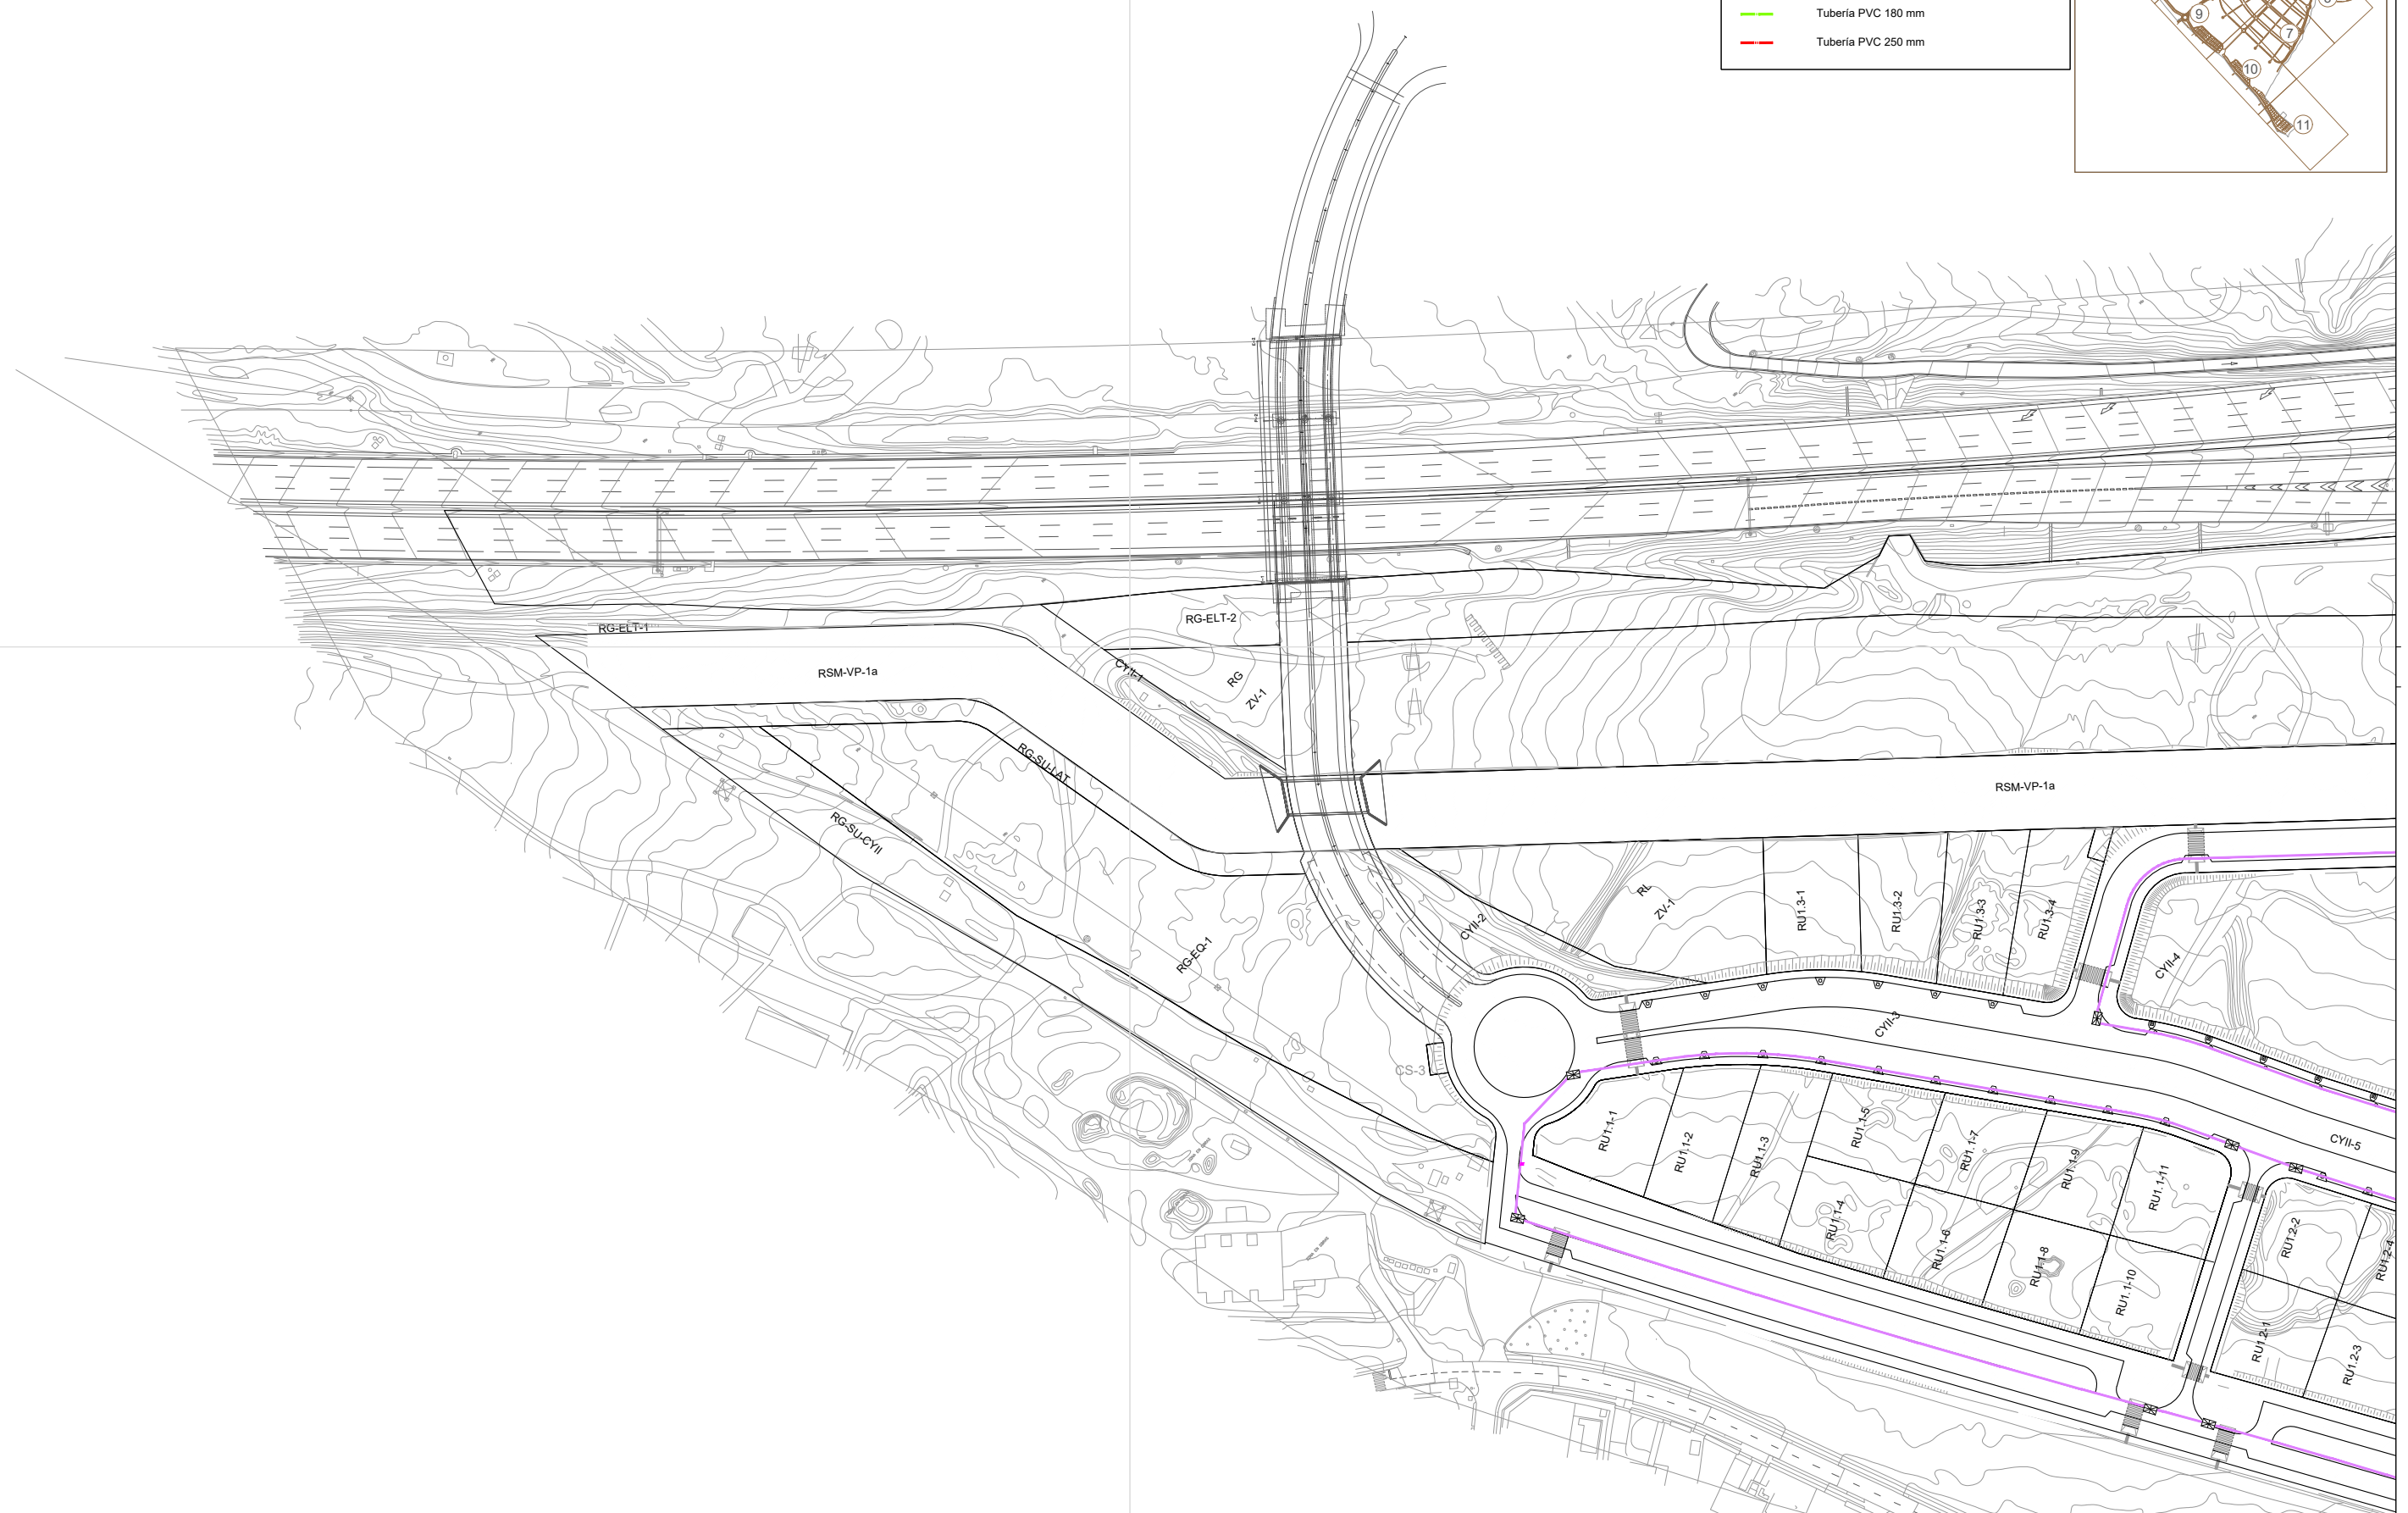 Tubería PVC 180 mm
Tubería PVC 250 mm
9
7
10
11
RG-ELT-1
RG-ELT-2
RSM-VP-1a
CYII-1
RG
ZV-1
RG-SU-LAT
RSM-VP-1a
RG-SU-CYII
RG-EQ-1
CYII-2
RL
ZV-1
RU1.3-1
RU1.3-2
RU1.3-3
RU1.3-4
CYII-4
CYII-3
CS-3
CYII-5
RU1.1-1
RU1.1-2
RU1.1-3
RU1.1-5
RU1.1-7
RU1.1-9
RU1.1-11
RU1.1-4
RU1.1-6
RU1.1-8
RU1.1-10
RU1.2-2
RU1.2-4
RU1.2-1
RU1.2-3